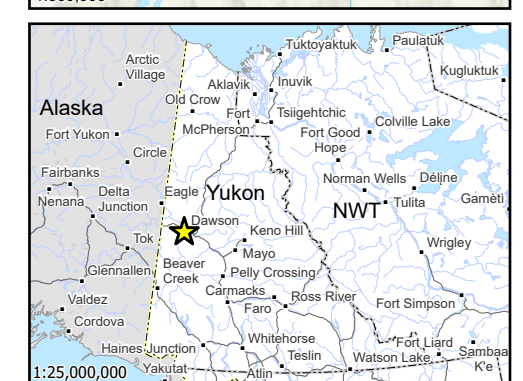 Tuktoyaktuk
Paulatuk
Arctic
Village
Aklavik
Inuvik
Kugluktuk
Old Crow
Alaska
Fort
McPherson
Tsiigehtchic
Colville Lake
Fort Yukon
Fort Good
Hope
Circle
Fairbanks
Norman Wells
Déline
Nenana
Delta
Junction
Eagle
Yukon
NWT
Tulita
Gamètì
Dawson
Tok
Keno Hill
Mayo
Wrigley
Glennallen
Beaver
Creek
Pelly Crossing
Carmacks
Ross River
Faro
Fort Simpson
Valdez
Cordova
Haines Junction
Whitehorse
Fort Liard
Teslin
Watson Lake
Sambaa
K'e
1:25,000,000
Yakutat
Atlin